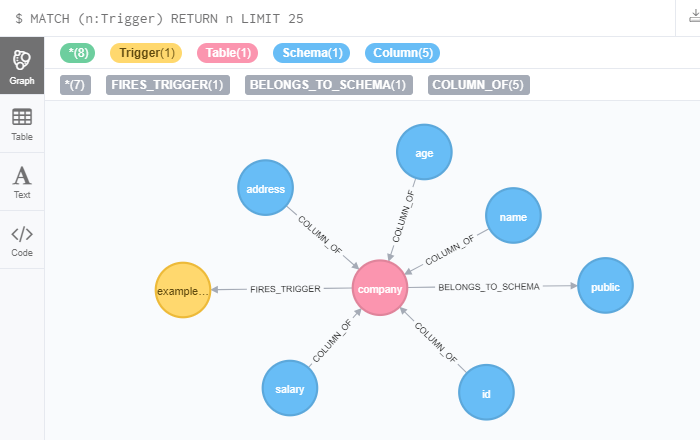 $ MATCH (n:Trigger) RETURN n LIMIT 25
*(8) Trigger(1) Table(1) Schema(1) Column(5)
*(7) FIRES_TRIGGER(1) BELONGS_TO_SCHEMA(1) COLUMN_OF(5)
Graph
Table
Text
Code
age
address
name
COLUMN_OF
COLUMN_OF
COLUMN_OF
example...
FIRES_TRIGGER
company
BELONGS_TO_SCHEMA
public
COLUMN_OF
COLUMN_OF
salary
id